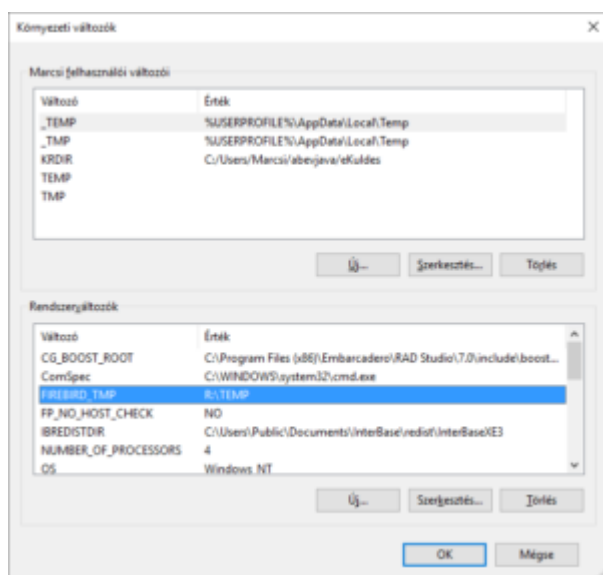 Környezeti változók
Marcsi felhasználói változói
Változó Érték
_TEMP %USERPROFILE%\AppData\Local\Temp
_TMP %USERPROFILE%\AppData\Local\Temp
KRDIR C:/Users/Marcsi/abevjava/eKuldes
TEMP
TMP
Új... Szerkesztés... Törlés
Rendszerváltozók
Változó Érték
CG_BOOST_ROOT C:\Program Files (x86)\Embarcadero\RAD Studio\7.0\include\boost...
ComSpec C:\WINDOWS\system32\cmd.exe
FIREBIRD_TMP R:\TEMP
FP_NO_HOST_CHECK NO
IBREDISTDIR C:\Users\Public\Documents\InterBase\redist\InterBaseXE3
NUMBER_OF_PROCESSORS 4
OS Windows_NT
Új... Szerkesztés... Törlés
OK Mégse